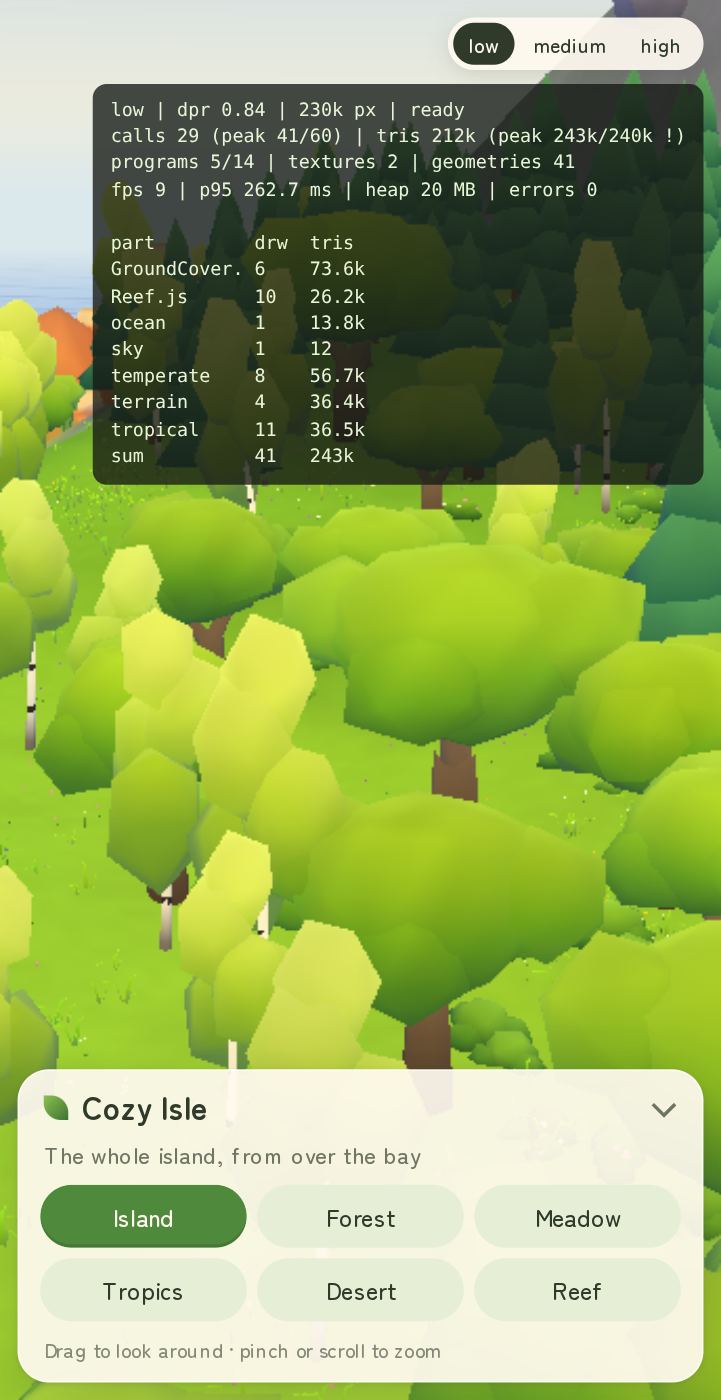 low medium high
low | dpr 0.84 | 230k px | ready
calls 29 (peak 41/60) | tris 212k (peak 243k/240k !)
programs 5/14 | textures 2 | geometries 41
fps 9 | p95 262.7 ms | heap 20 MB | errors 0
part drw tris
GroundCover. 6 73.6k
Reef.js 10 26.2k
ocean 1 13.8k
sky 1 12
temperate 8 56.7k
terrain 4 36.4k
tropical 11 36.5k
sum 41 243k
Cozy Isle
The whole island, from over the bay
Island Forest Meadow
Tropics Desert Reef
Drag to look around · pinch or scroll to zoom